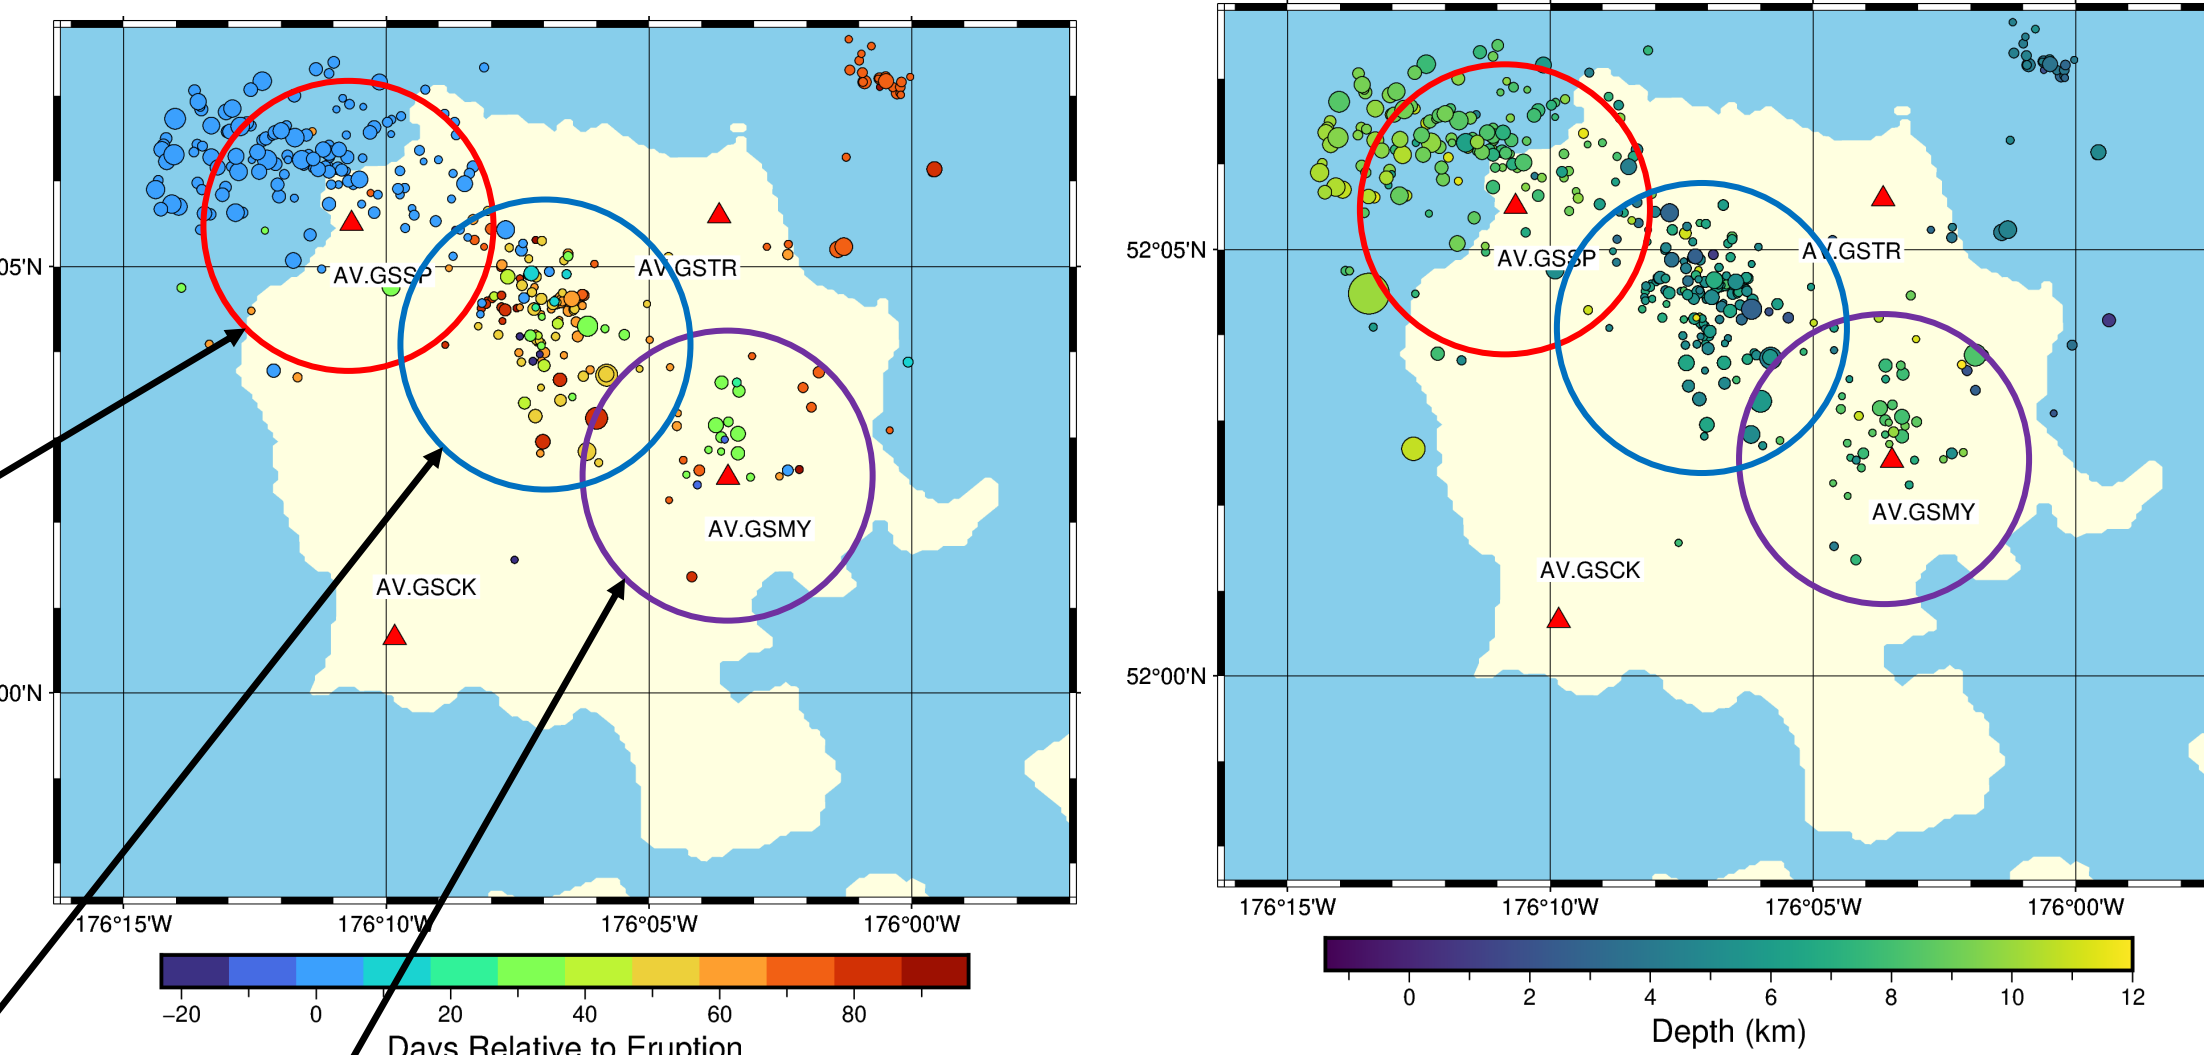 AV.GSSP
AV.GSTR
AV.GSMY
AV.GSCK
05'N
00'N
176°15'W 176°10'W 176°05'W 176°00'W
−20 0 20 40 60 80
Days Relative to Eruption
AV.GSSP
AV.GSTR
AV.GSMY
AV.GSCK
52°05'N
52°00'N
176°15'W 176°10'W 176°05'W 176°00'W
0 2 4 6 8 10 12
Depth (km)